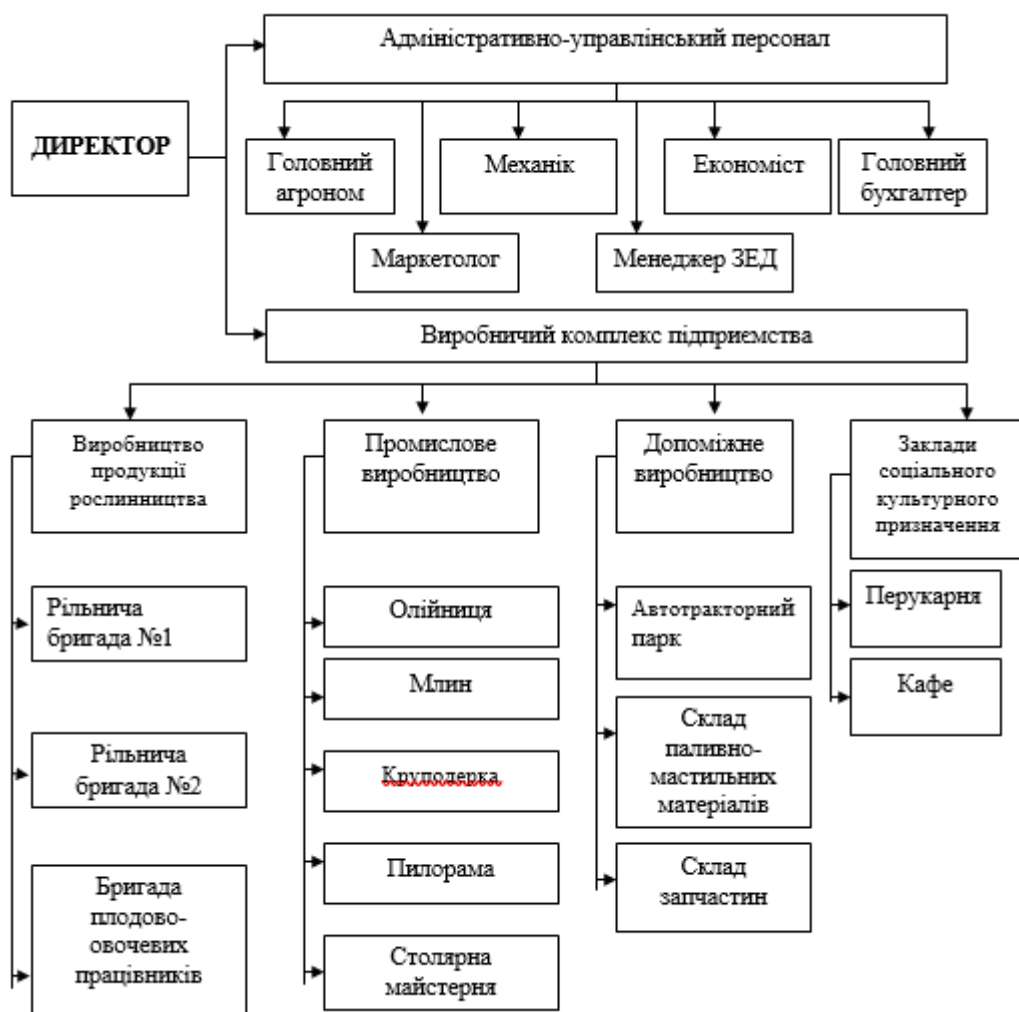 Адміністративно-управлінський персонал
ДИРЕКТОР
Головний
агроном
Механік
Економіст
Головний
бухгалтер
Маркетолог
Менеджер ЗЕД
Виробничий комплекс підприємства
Виробництво
продукції
рослинництва
Промислове
виробництво
Допоміжне
виробництво
Заклади
соціального
культурного
призначення
Рільнича
бригада №1
Рільнича
бригада №2
Бригада
плодово-
овочевих
працівників
Олійниця
Млин
Круподерка
Пилорама
Столярна
майстерня
Автотракторний
парк
Склад
паливно-
мастильних
матеріалів
Склад
запчастин
Перукарня
Кафе